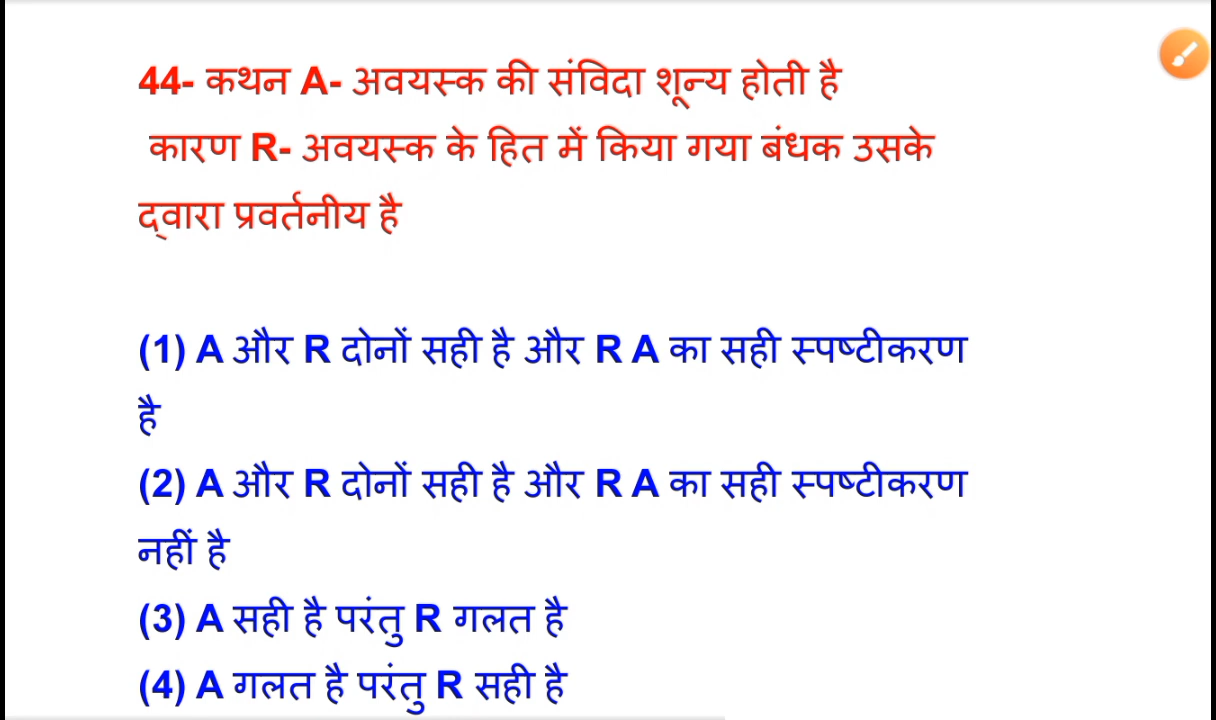 44- कथन A- अवयस्क की संविदा शून्य होती है
कारण R- अवयस्क के हित में किया गया बंधक उसके
द्वारा प्रवर्तनीय है
(1) A और R दोनों सही है और R A का सही स्पष्टीकरण
है
(2) A और R दोनों सही है और R A का सही स्पष्टीकरण
नहीं है
(3) A सही है परंतु R गलत है
(4) A गलत है परंतु R सही है